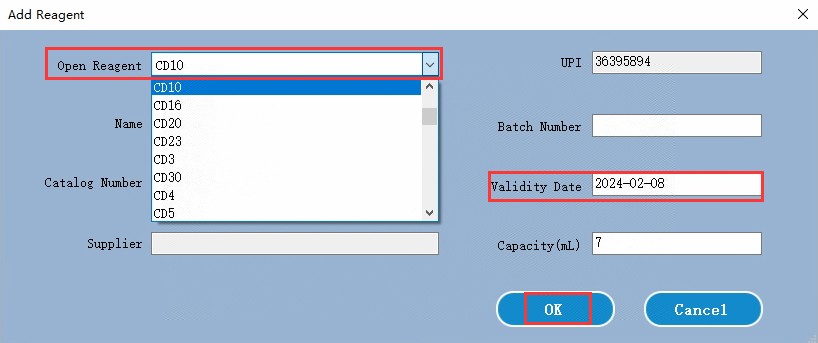 Add Reagent
Open Reagent CD10 UPI 36395894
CD10
CD16
Name CD20 Batch Number
CD23
CD3
Catalog Number CD30 Validity Date 2024-02-08
CD4
CD5
Supplier Capacity(mL) 7
OK Cancel